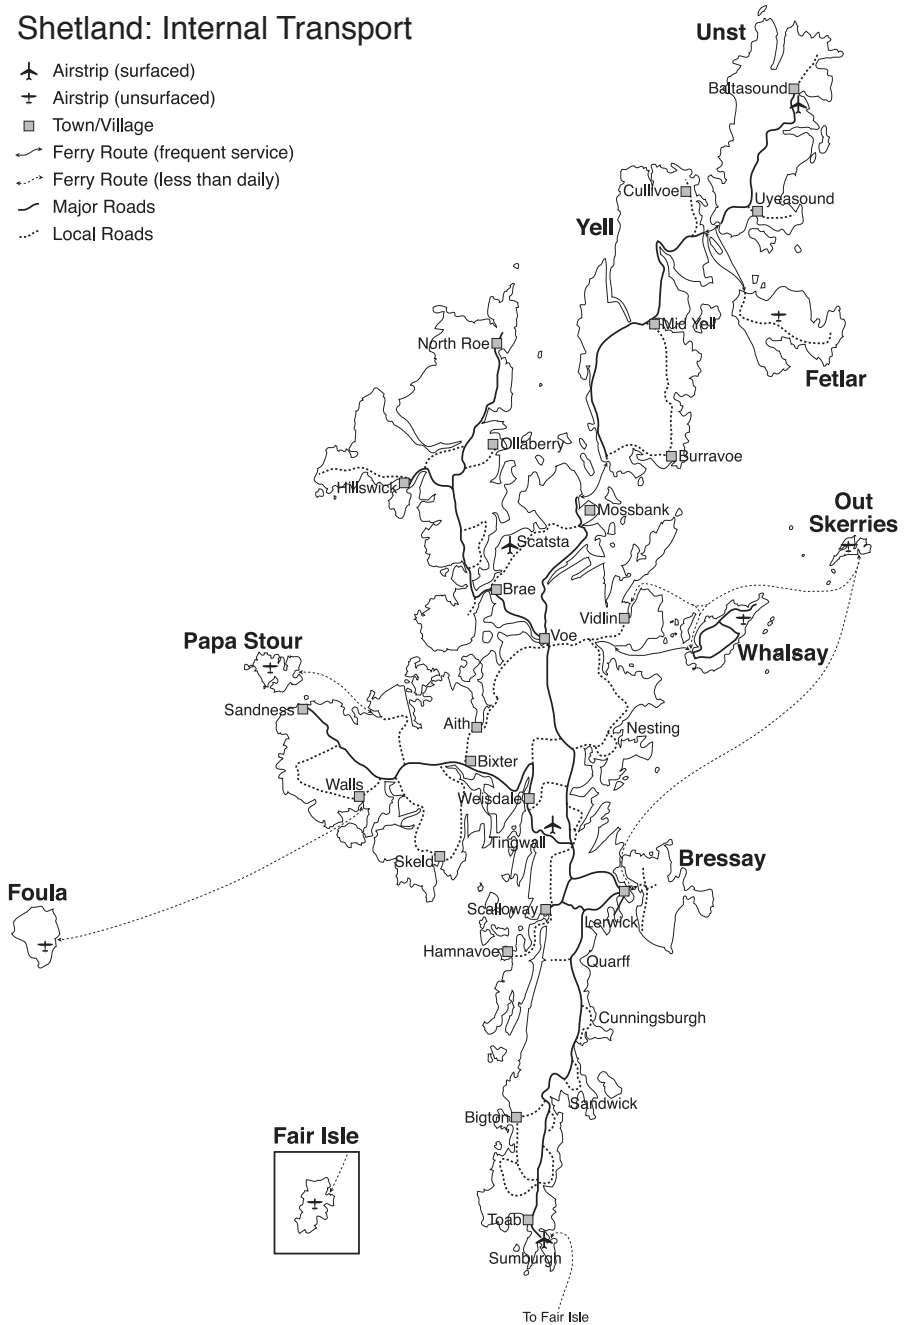 Shetland: Internal Transport
Airstrip (surfaced)
Airstrip (unsurfaced)
Town/Village
Ferry Route (frequent service)
Ferry Route (less than daily)
Major Roads
Local Roads
Unst
Baltasound
Cullivoe
Uyeasound
Yell
Mid Yell
North Roe
Fetlar
Ollaberry
Burravoe
Hillswick
Mossbank
Out
Skerries
Scatsta
Brae
Vidlin
Voe
Papa Stour
Whalsay
Sandness
Aith
Nesting
Bixter
Walls
Weisdale
Tingwall
Skeld
Bressay
Foula
Scalloway
Lerwick
Hamnavoe
Quarff
Cunningsburgh
Sandwick
Bigton
Fair Isle
Toab
Sumburgh
To Fair Isle